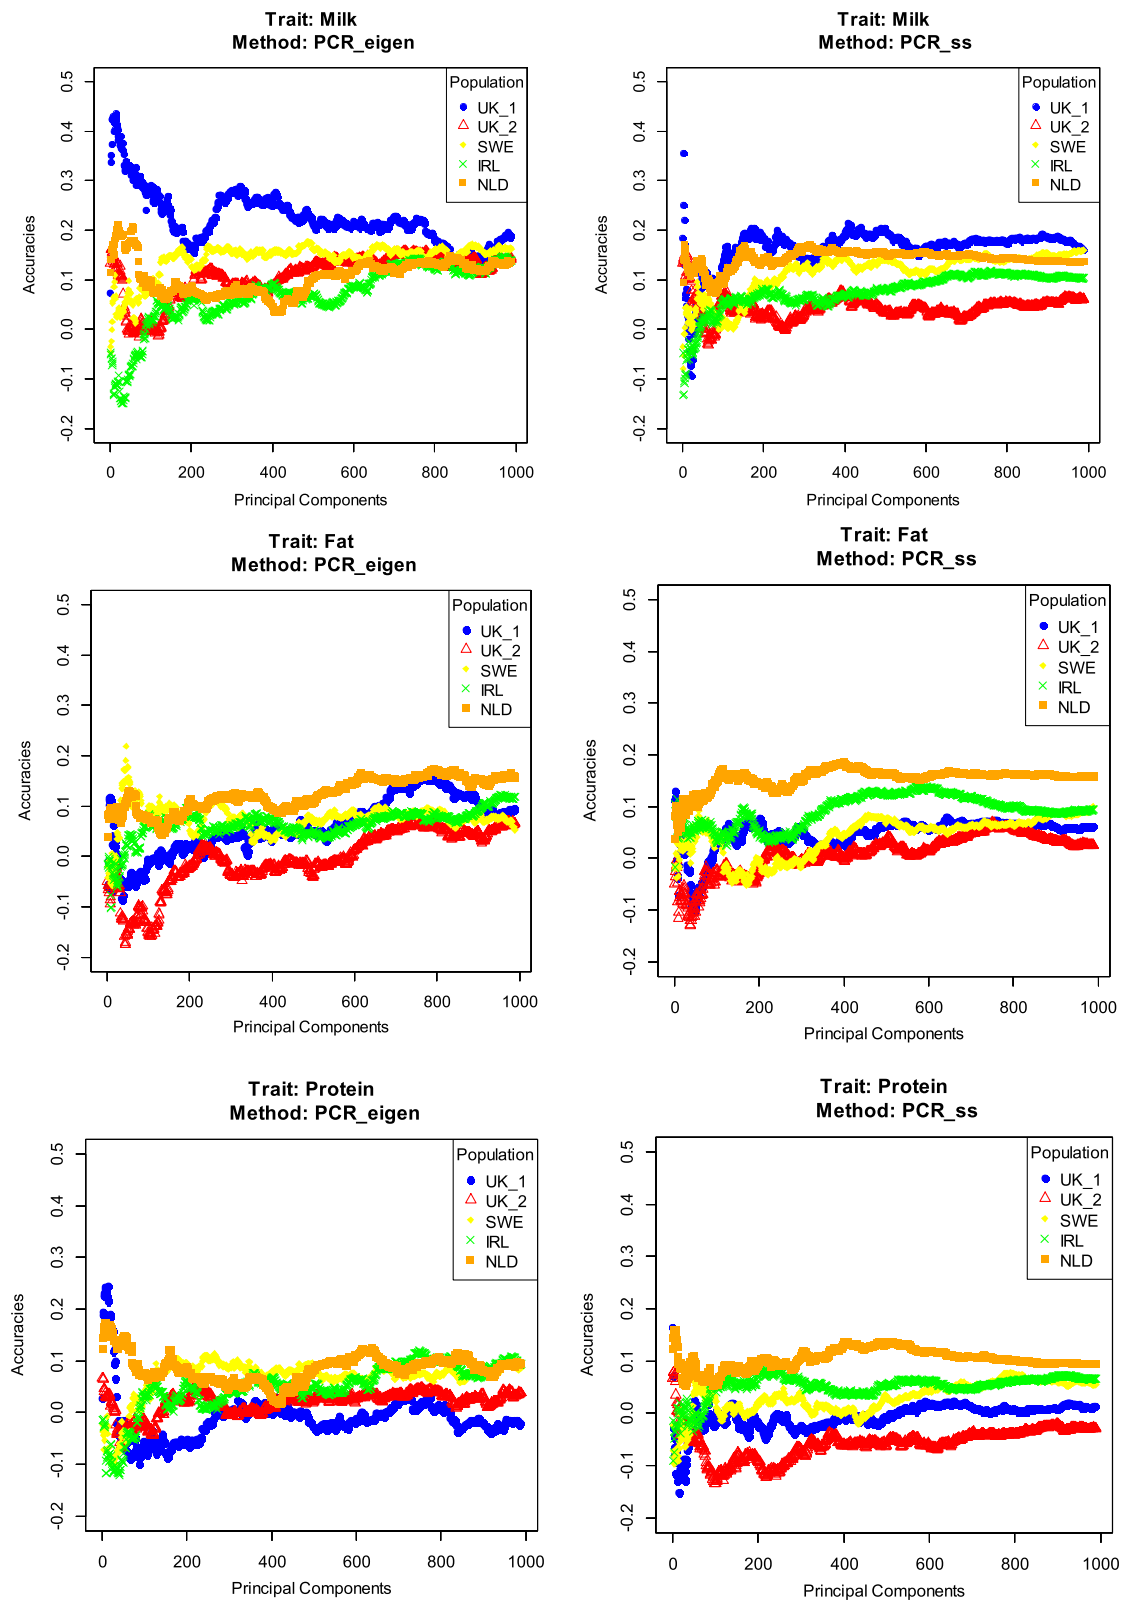 Trait: Milk
Method: PCR_eigen
Population
UK_1
UK_2
SWE
IRL
NLD
0.5
0.4
0.3
0.2
0.1
0.0
-0.1
-0.2
Accuracies
0 200 400 600 800 1000
Principal Components
Trait: Milk
Method: PCR_ss
Population
UK_1
UK_2
SWE
IRL
NLD
0.5
0.4
0.3
0.2
0.1
0.0
-0.1
-0.2
Accuracies
0 200 400 600 800 1000
Principal Components
Trait: Fat
Method: PCR_eigen
Population
UK_1
UK_2
SWE
IRL
NLD
0.5
0.4
0.3
0.2
0.1
0.0
-0.1
-0.2
Accuracies
0 200 400 600 800 1000
Principal Components
Trait: Fat
Method: PCR_ss
Population
UK_1
UK_2
SWE
IRL
NLD
0.5
0.4
0.3
0.2
0.1
0.0
-0.1
-0.2
Accuracies
0 200 400 600 800 1000
Principal Components
Trait: Protein
Method: PCR_eigen
Population
UK_1
UK_2
SWE
IRL
NLD
0.5
0.4
0.3
0.2
0.1
0.0
-0.1
-0.2
Accuracies
0 200 400 600 800 1000
Principal Components
Trait: Protein
Method: PCR_ss
Population
UK_1
UK_2
SWE
IRL
NLD
0.5
0.4
0.3
0.2
0.1
0.0
-0.1
-0.2
Accuracies
0 200 400 600 800 1000
Principal Components